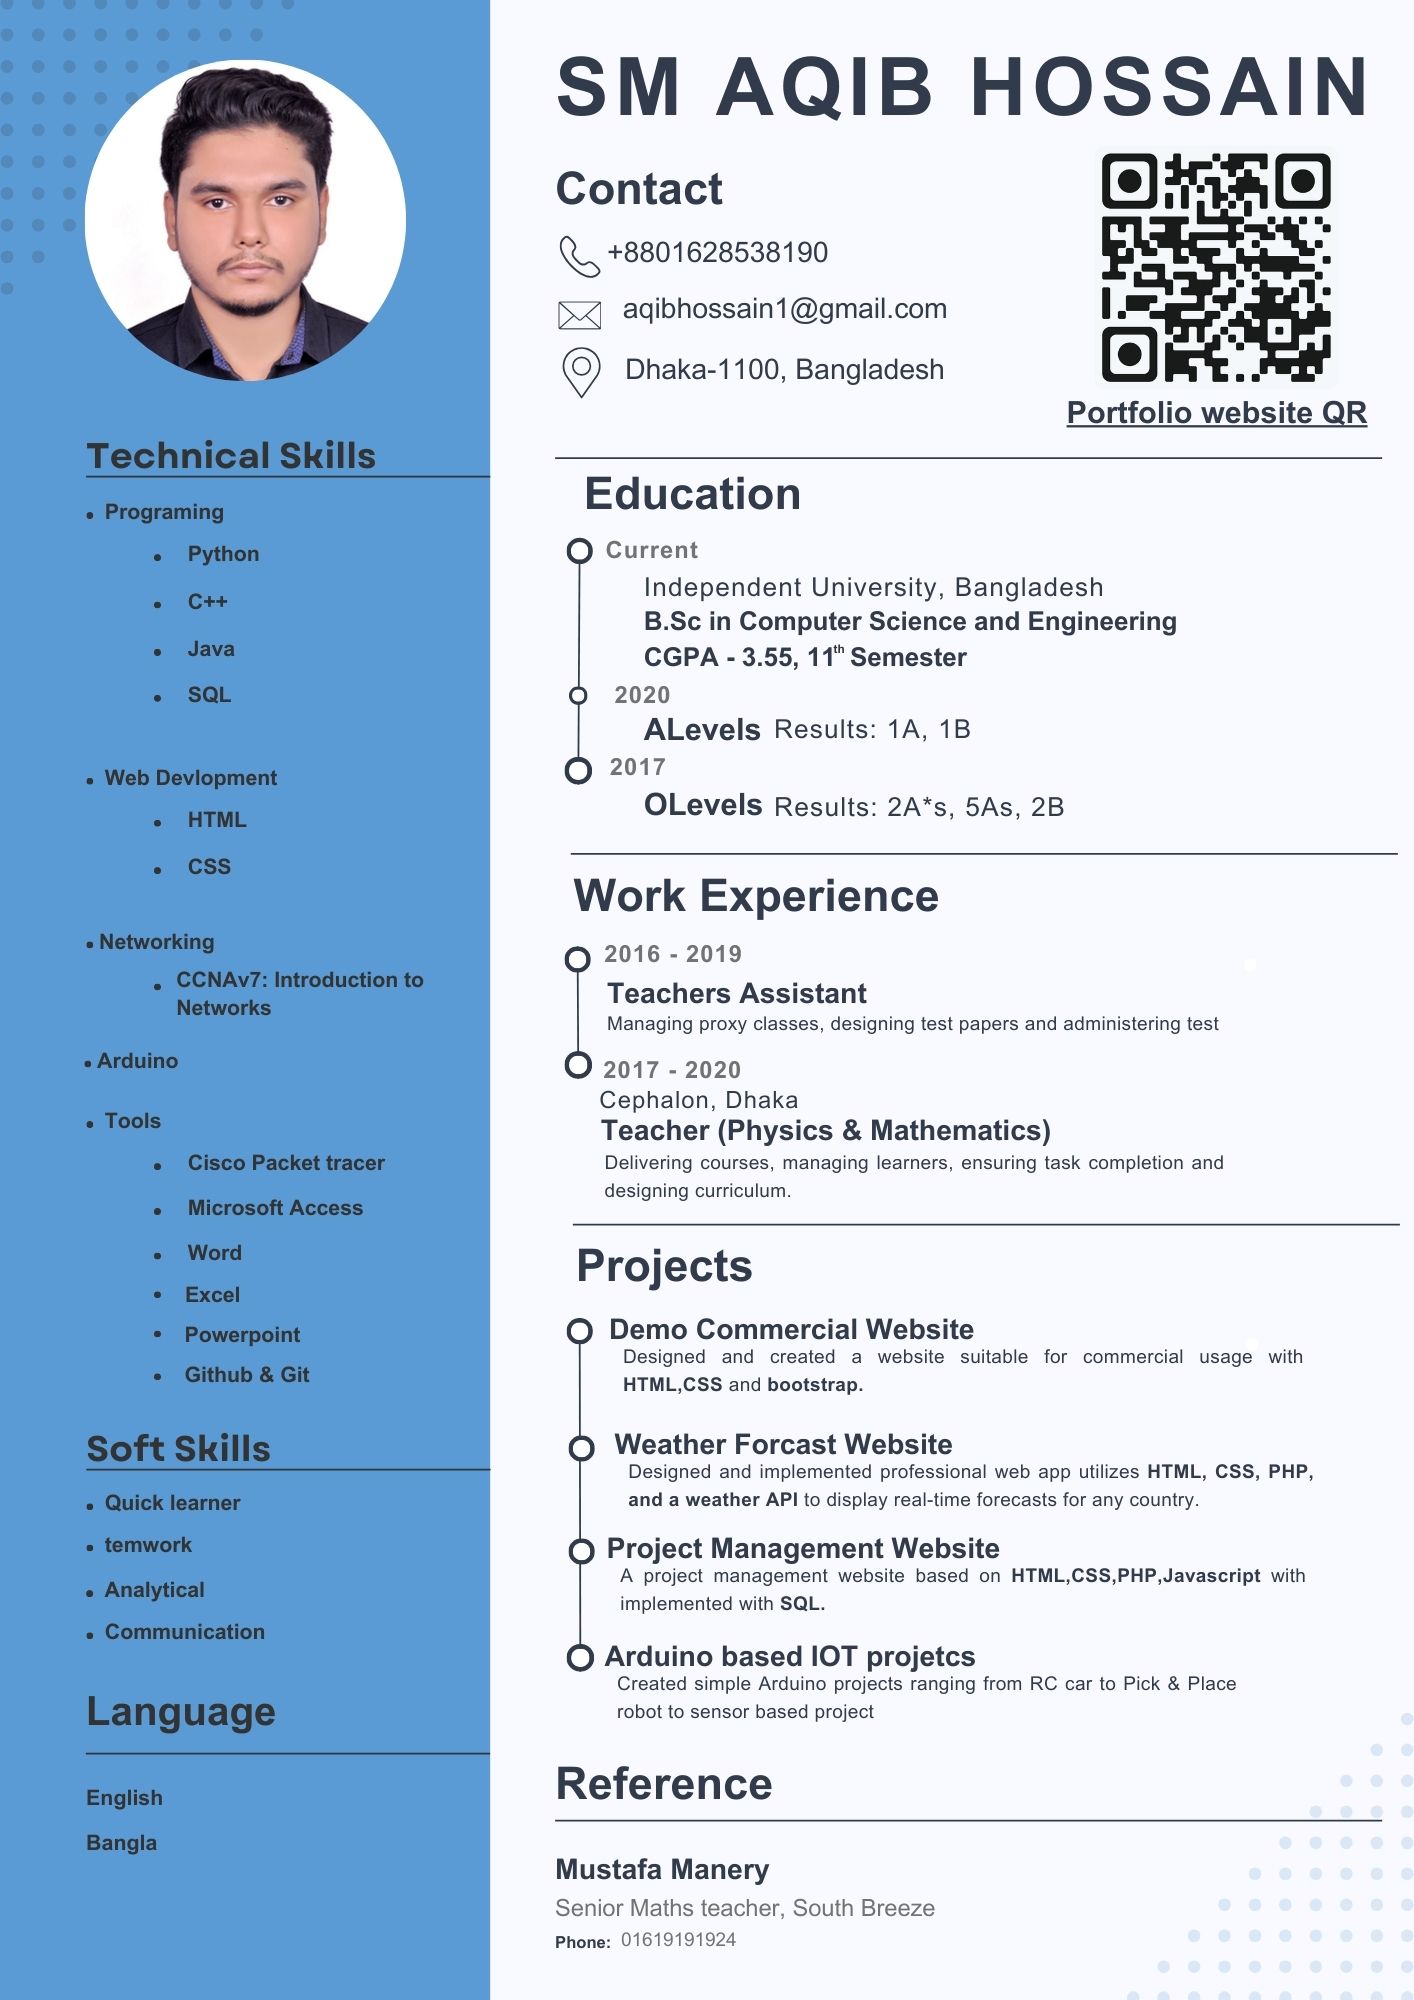 SM AQIB HOSSAIN
Contact
+8801628538190
aqibhossain1@gmail.com
Dhaka-1100, Bangladesh
Portfolio website QR
Technical Skills
Programing
Python
C++
Java
SQL
Web Devlopment
HTML
CSS
Networking
CCNAv7: Introduction to
Networks
Arduino
Tools
Cisco Packet tracer
Microsoft Access
Word
Excel
Powerpoint
Github & Git
Soft Skills
Quick learner
temwork
Analytical
Communication
Language
English
Bangla
Education
Current
Independent University, Bangladesh
B.Sc in Computer Science and Engineering
CGPA - 3.55, 11th Semester
2020
ALevels Results: 1A, 1B
2017
OLevels Results: 2A*s, 5As, 2B
Work Experience
2016 - 2019
Teachers Assistant
Managing proxy classes, designing test papers and administering test
2017 - 2020
Cephalon, Dhaka
Teacher (Physics & Mathematics)
Delivering courses, managing learners, ensuring task completion and
designing curriculum.
Projects
Demo Commercial Website
Designed and created a website suitable for commercial usage with
HTML,CSS and bootstrap.
Weather Forcast Website
Designed and implemented professional web app utilizes HTML, CSS, PHP,
and a weather API to display real-time forecasts for any country.
Project Management Website
A project management website based on HTML,CSS,PHP,Javascript with
implemented with SQL.
Arduino based IOT projetcs
Created simple Arduino projects ranging from RC car to Pick & Place
robot to sensor based project
Reference
Mustafa Manery
Senior Maths teacher, South Breeze
Phone: 01619191924